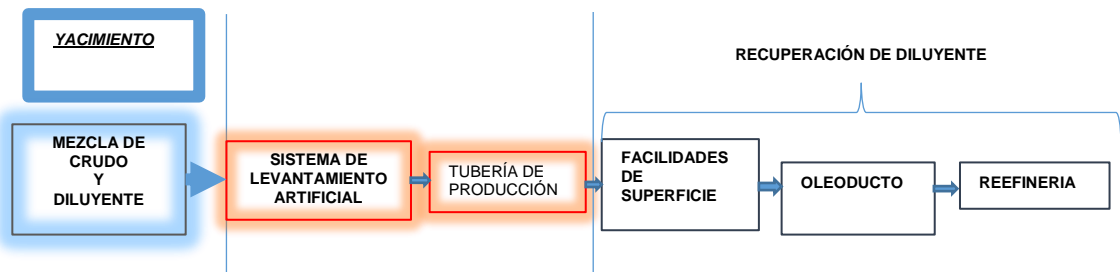 YACIMIENTO
RECUPERACIÓN DE DILUYENTE
MEZCLA DE
CRUDO
Y
DILUYENTE
SISTEMA DE
LEVANTAMIENTO
ARTIFICIAL
TUBERÍA DE
PRODUCCIÓN
FACILIDADES
DE
SUPERFICIE
OLEODUCTO
REEFINERIA